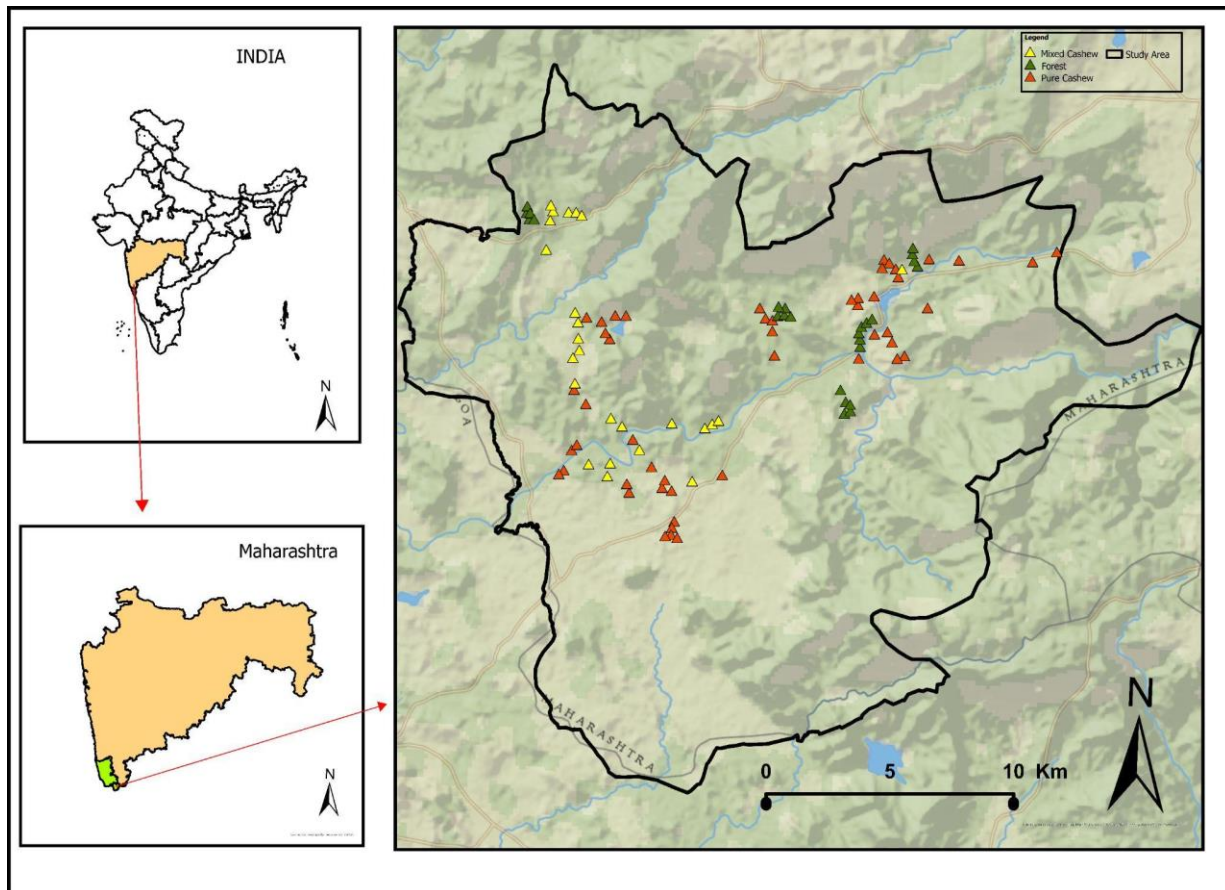 INDIA
N
Maharashtra
N
Legend
Mixed Cashew
Study Area
Forest
Pure Cashew
GOA
MAHARASHTRA
MAHARASHTRA
N
0 5 10 Km